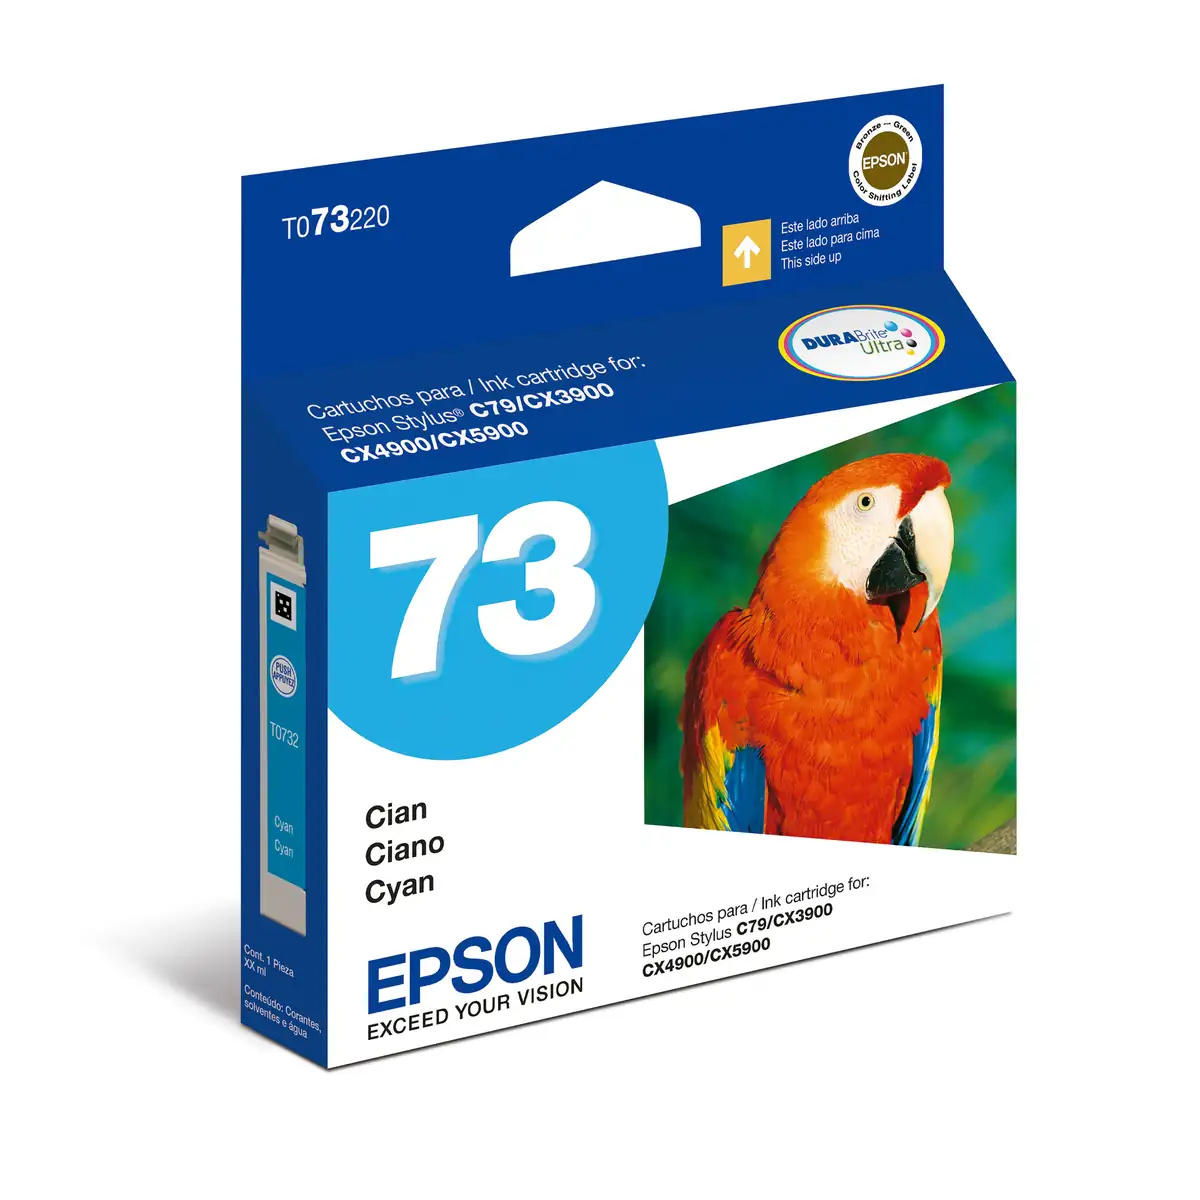 T073220
Bronze — Green
EPSON
Color Shifting Label
Este lado arriba
Este lado para cima
This side up
DURABrite
Ultra
Cartuchos para / Ink cartridge for:
Epson Stylus® C79/CX3900
CX4900/CX5900
73
PUSH
APPUYEZ
T0732
Cyan
Cyan
Cian
Ciano
Cyan
EPSON
EXCEED YOUR VISION
Cartuchos para / Ink cartridge for:
Epson Stylus C79/CX3900
CX4900/CX5900
Cont. 1 Pieza
XX ml
Conteúdo: Corantes,
solventes e água